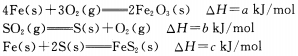 4Fe(s)+3O₂(g)══2Fe₂O₃(s)  ΔH=a kJ/mol
SO₂(g)══S(s)+O₂(g)  ΔH=b kJ/mol
Fe(s)+2S(s)══FeS₂(s)  ΔH=c kJ/mol